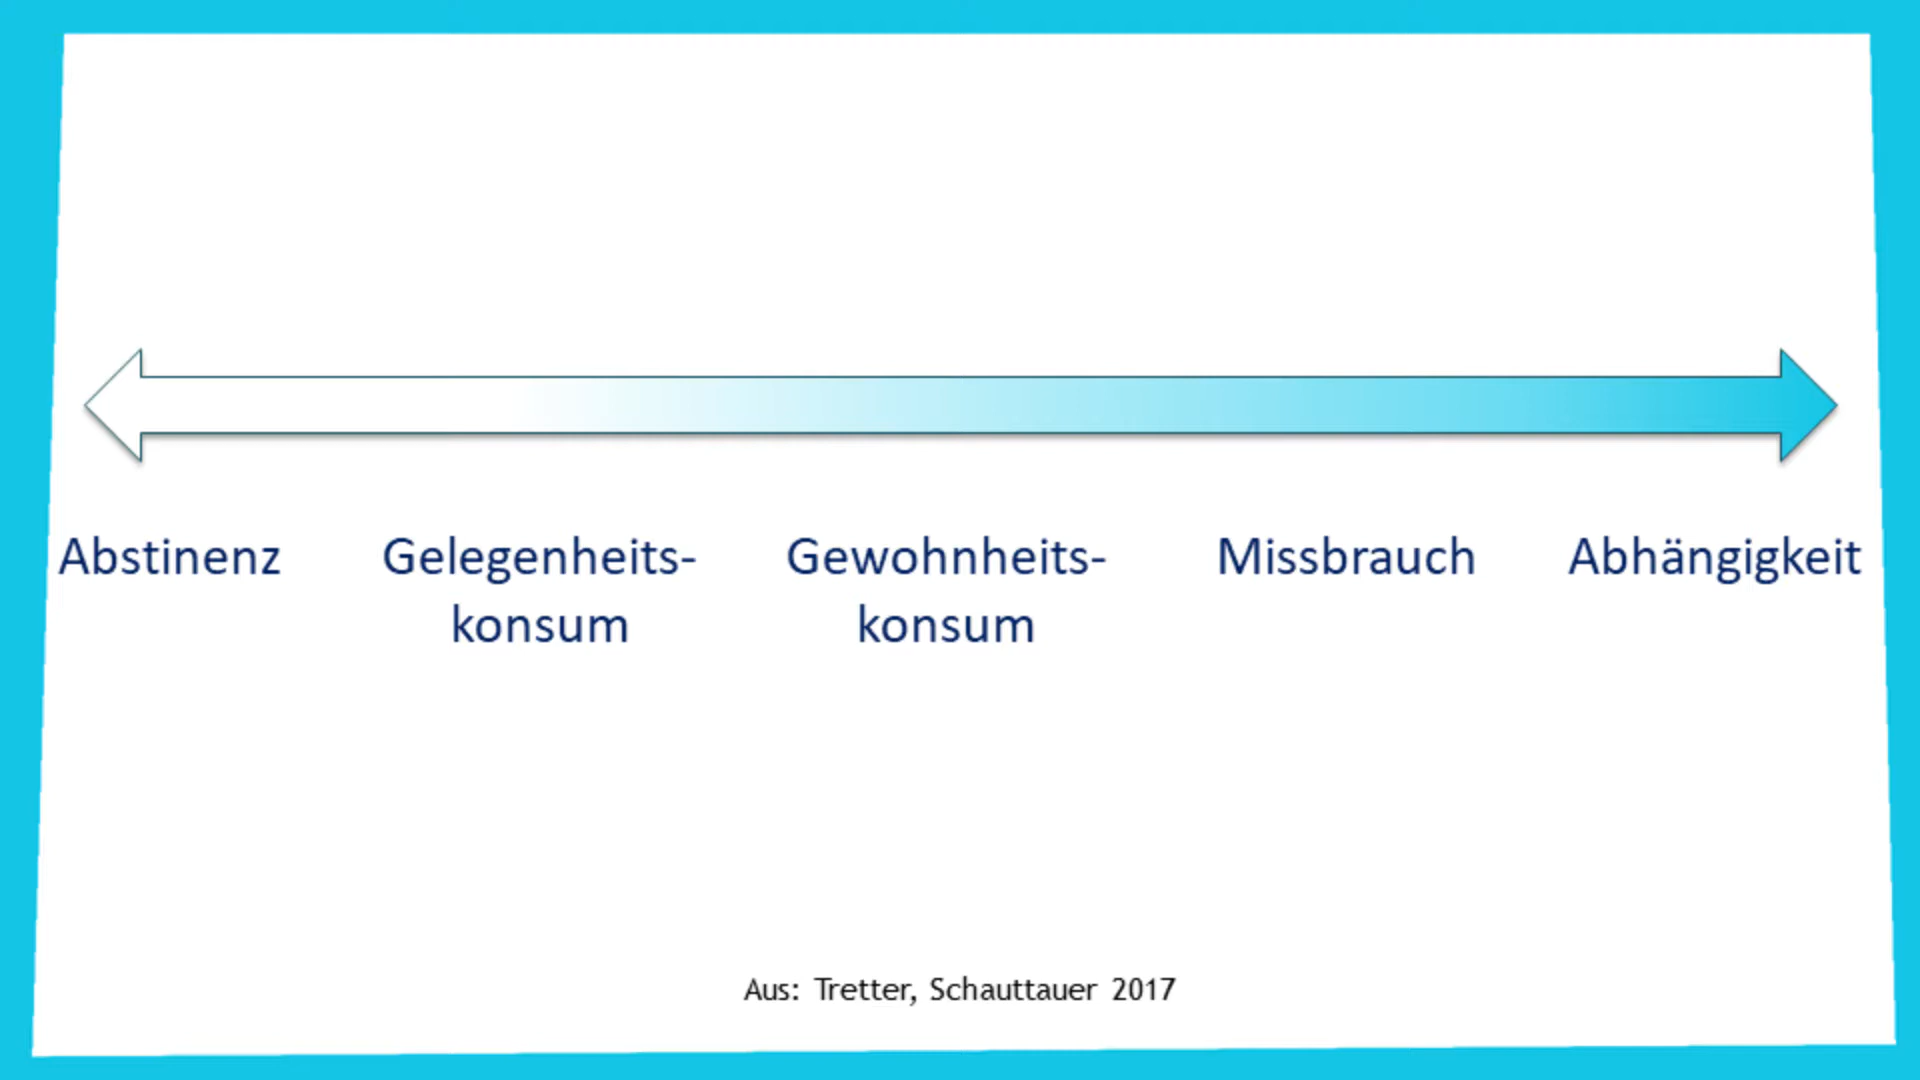 Abstinenz
Gelegenheits-
konsum
Gewohnheits-
konsum
Missbrauch
Abhängigkeit
Aus: Tretter, Schauttauer 2017